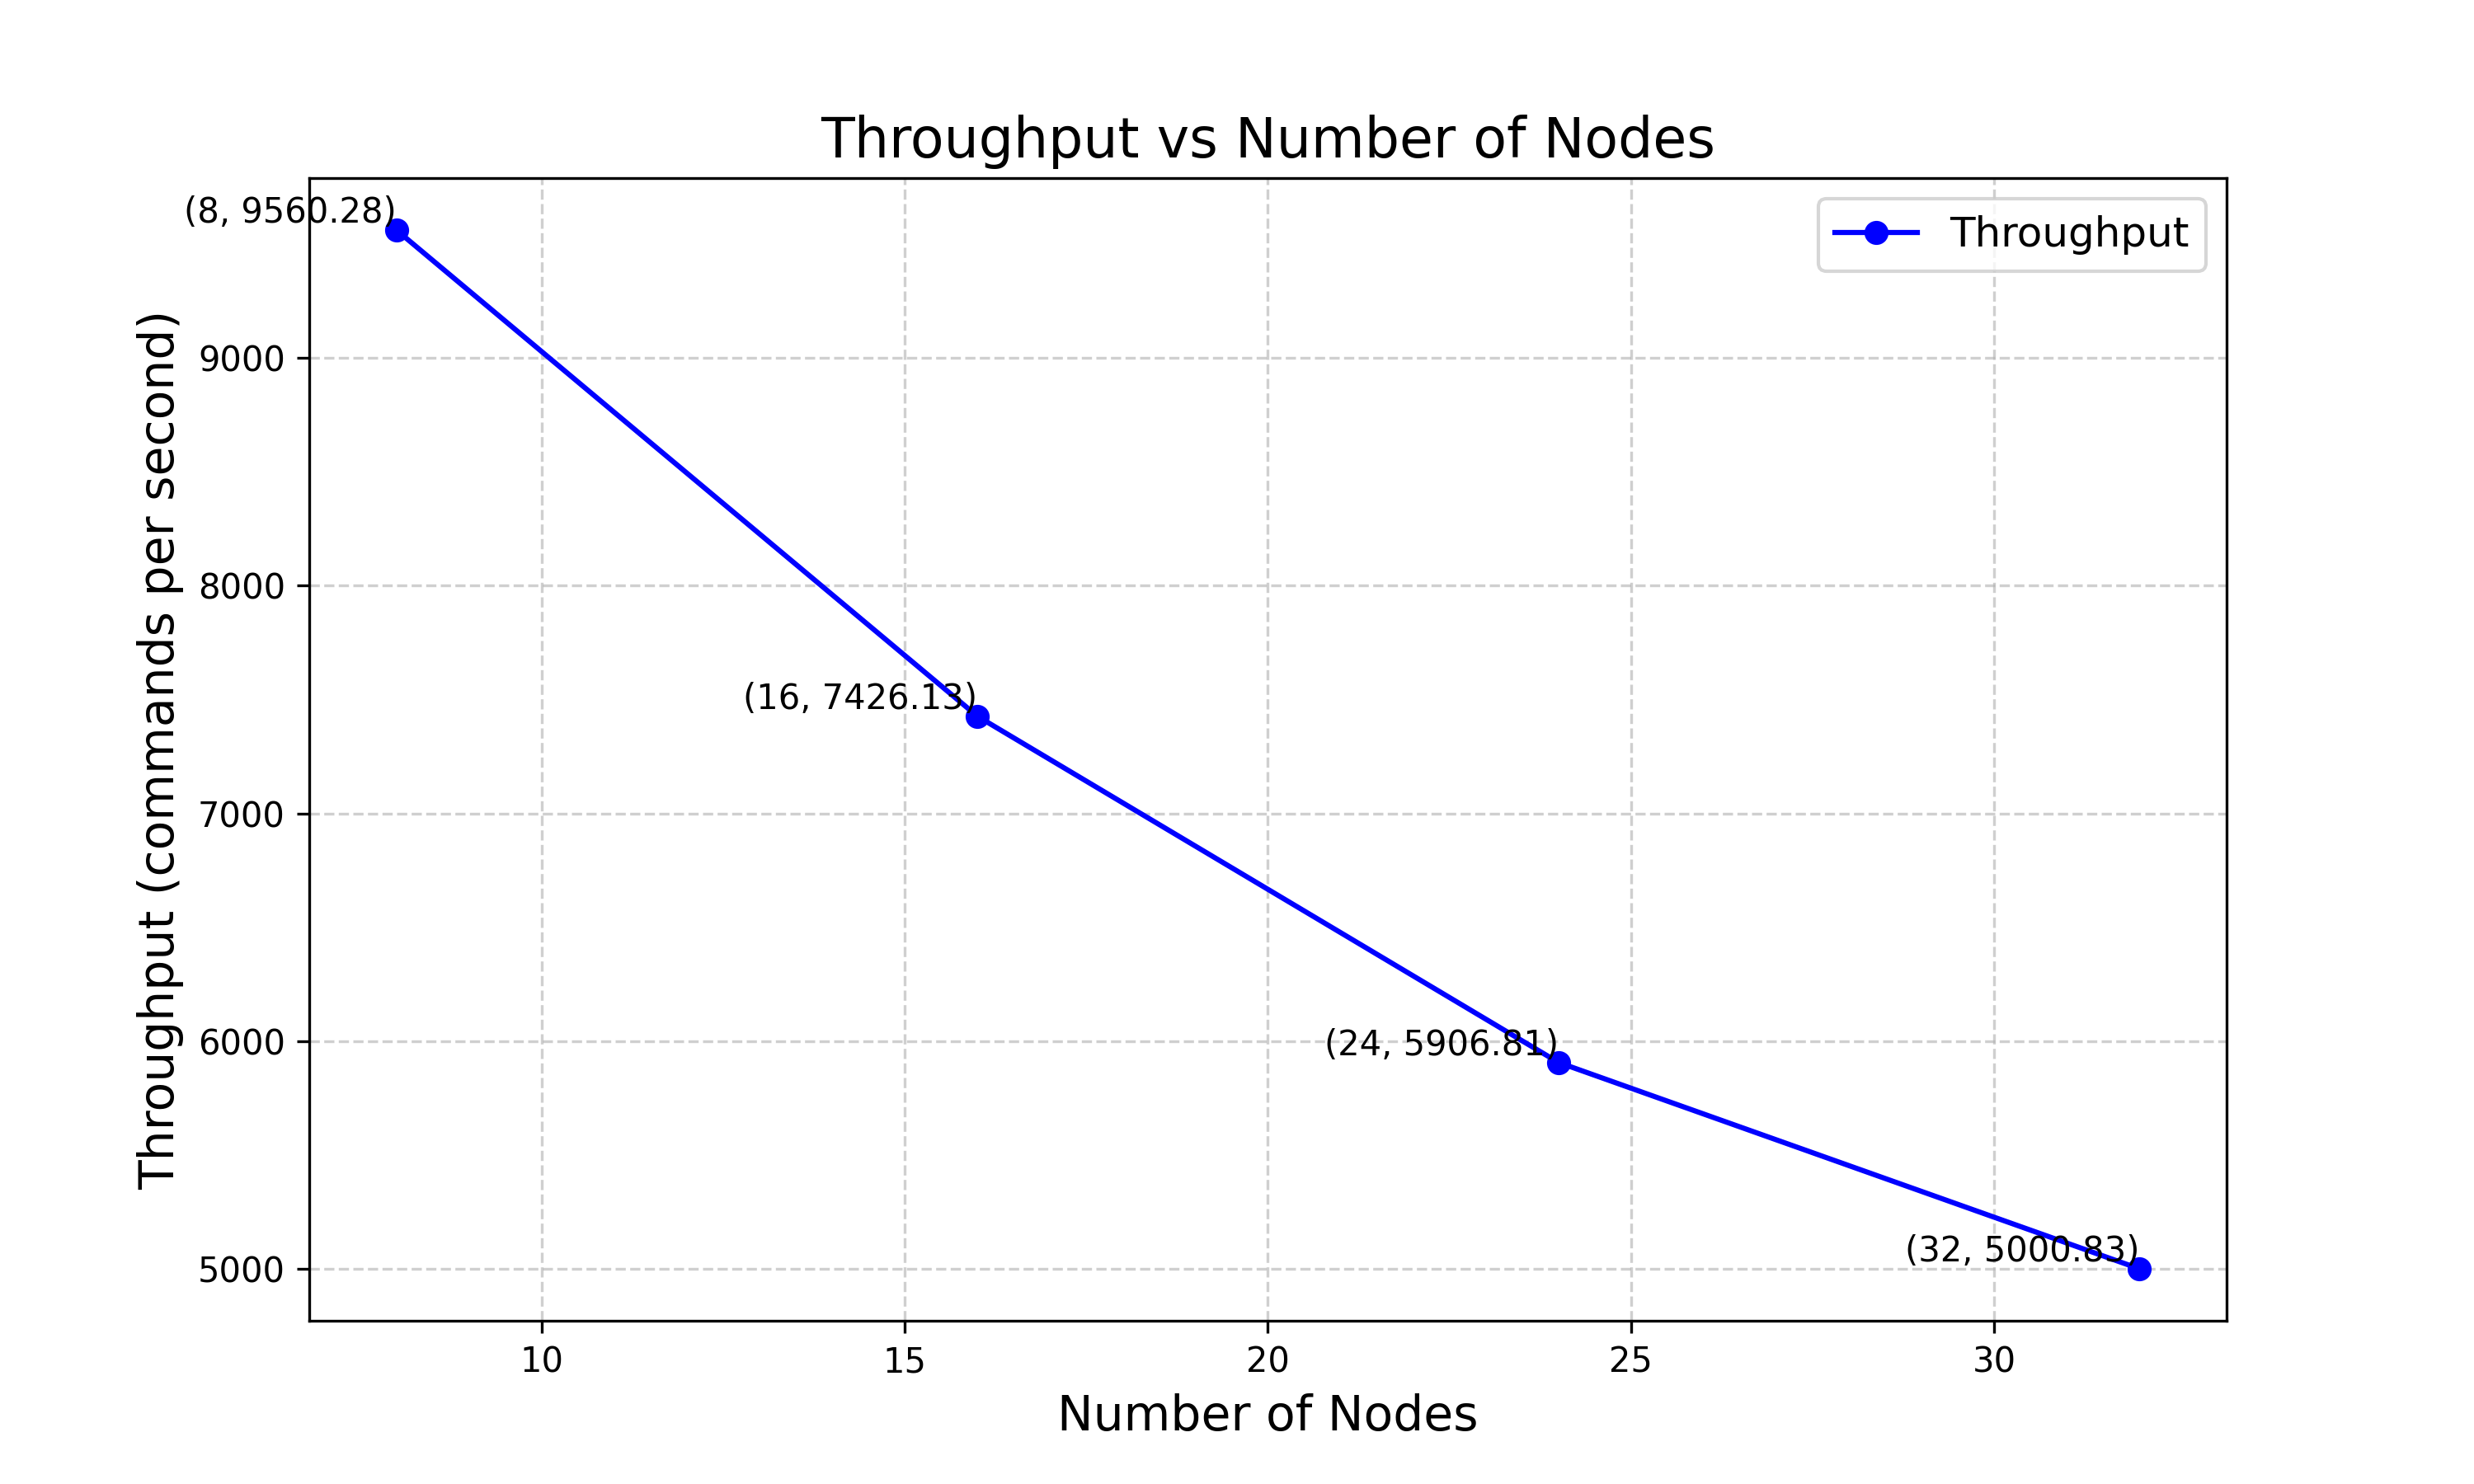 Throughput vs Number of Nodes
(8, 9560.28)
Throughput
9000
8000
(16, 7426.13)
7000
(24, 5906.81)
6000
(32, 5000.83)
5000
Throughput (commands per second)
10 15 20 25 30
Number of Nodes